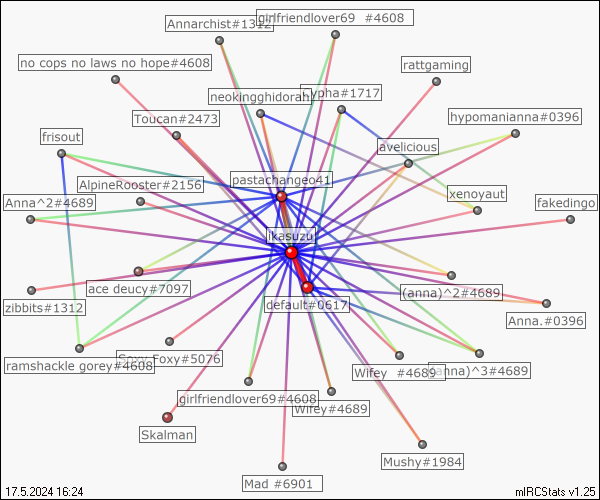 Annarchist#1312
girlfriendlover69 #4608
no cops no laws no hope#4608
rattgaming
neokingghidorah
hypha#1717
Toucan#2473
hypomanianna#0396
frisout
avelicious
pastachangeo41
AlpineRooster#2156
xenoyaut
Anna^2#4689
fakedingo
ikasuzu
ace deucy#7097
(anna)^2#4689
zibbits#1312
default#0617
Anna.#0396
Foxy#5076
ramshackle gorey#4608
Wifey #4689
)^3#4689
girlfriendlover69#4608
Wifey#4689
Skalman
Mushy#1984
Mad #6901
17.5.2024 16:24
mIRCStats v1.25